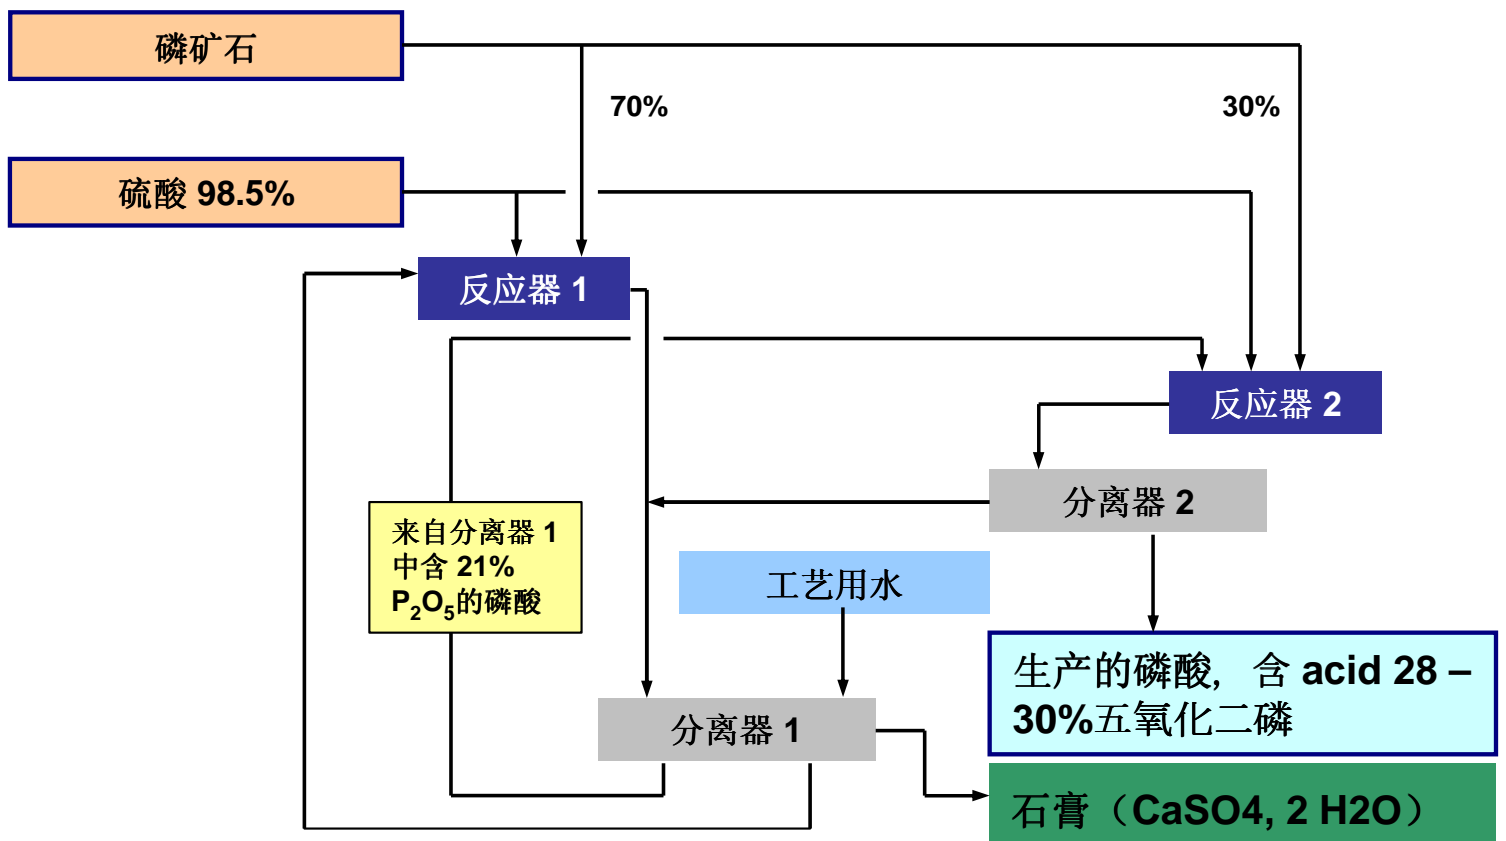 磷矿石
70%
30%
硫酸 98.5%
反应器 1
反应器 2
分离器 2
来自分离器 1
中含 21%
P₂O₅的磷酸
工艺用水
生产的磷酸, 含 acid 28 –
30%五氧化二磷
分离器 1
石膏（CaSO4, 2 H2O）